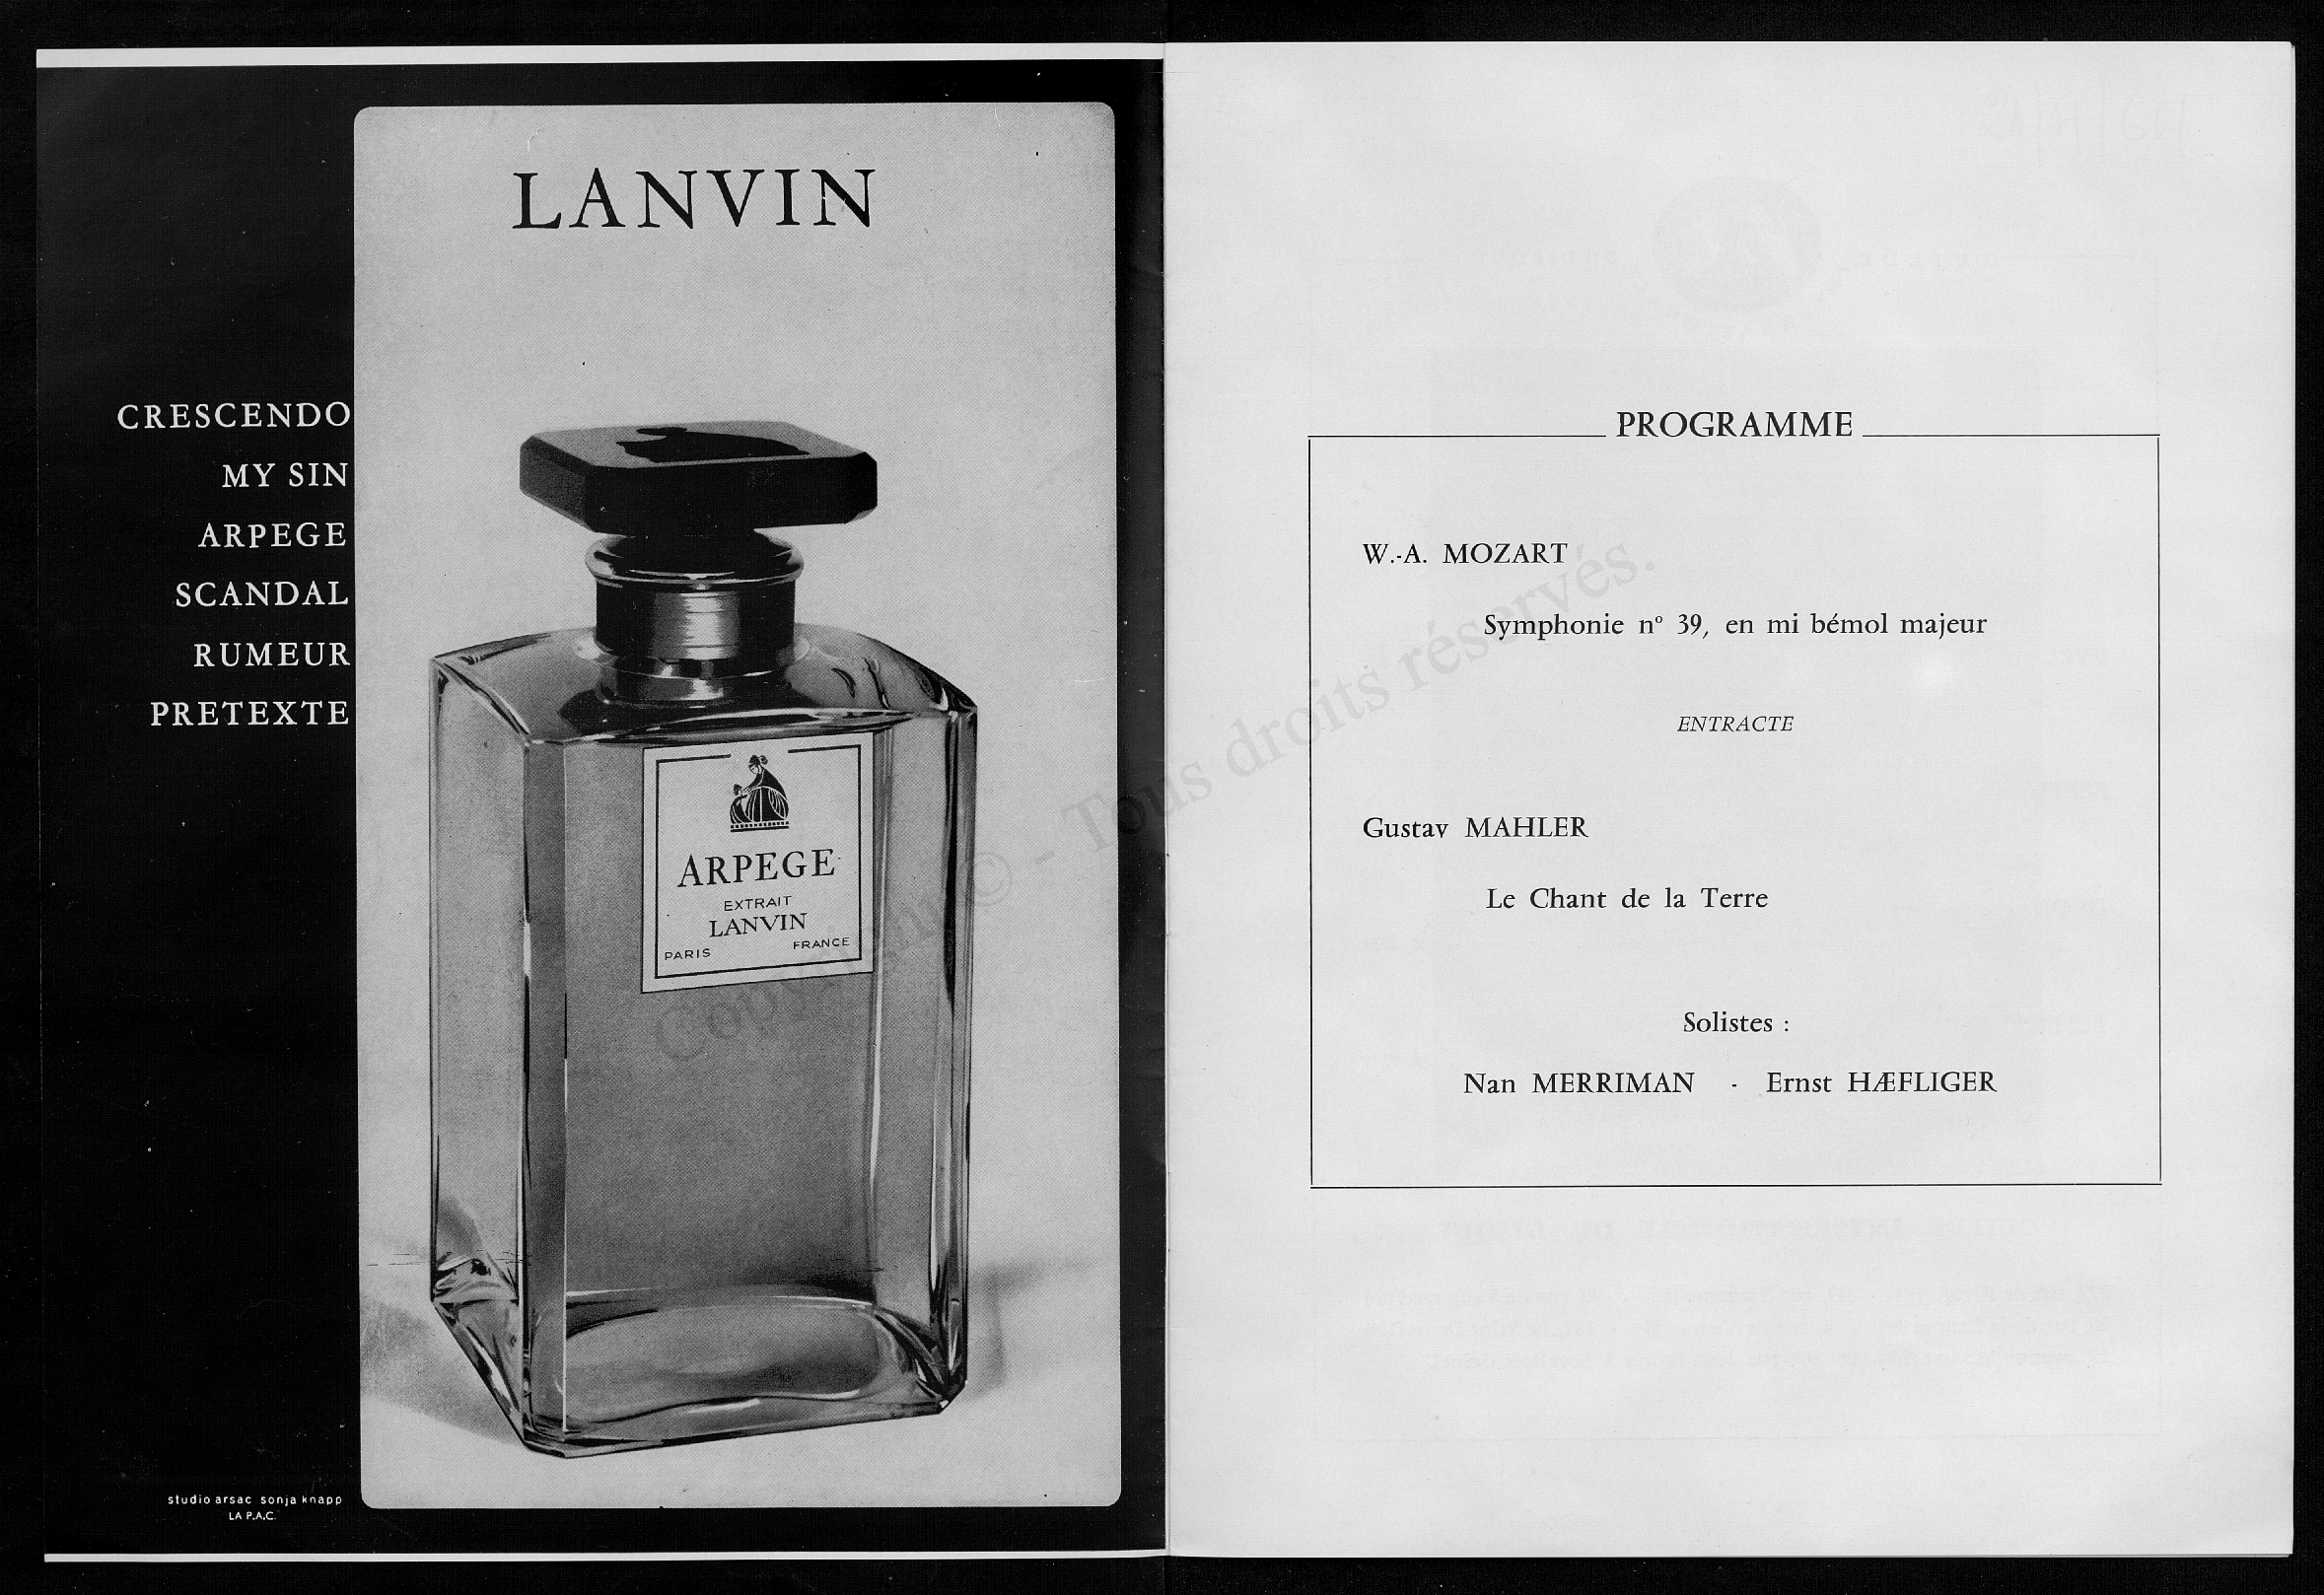 LANVIN
CRESCENDO
MY SIN
ARPEGE
SCANDAL
RUMEUR
PRETEXTE
ARPEGE
EXTRAIT
LANVIN
PARIS FRANCE
studio arsac sonja knapp
LA P.A.C.
PROGRAMME
W.-A. MOZART
Symphonie nº 39, en mi bémol majeur
ENTRACTE
Gustav MAHLER
Le Chant de la Terre
Solistes :
Nan MERRIMAN - Ernst HÆFLIGER
Copyright © - Tous droits réservés.